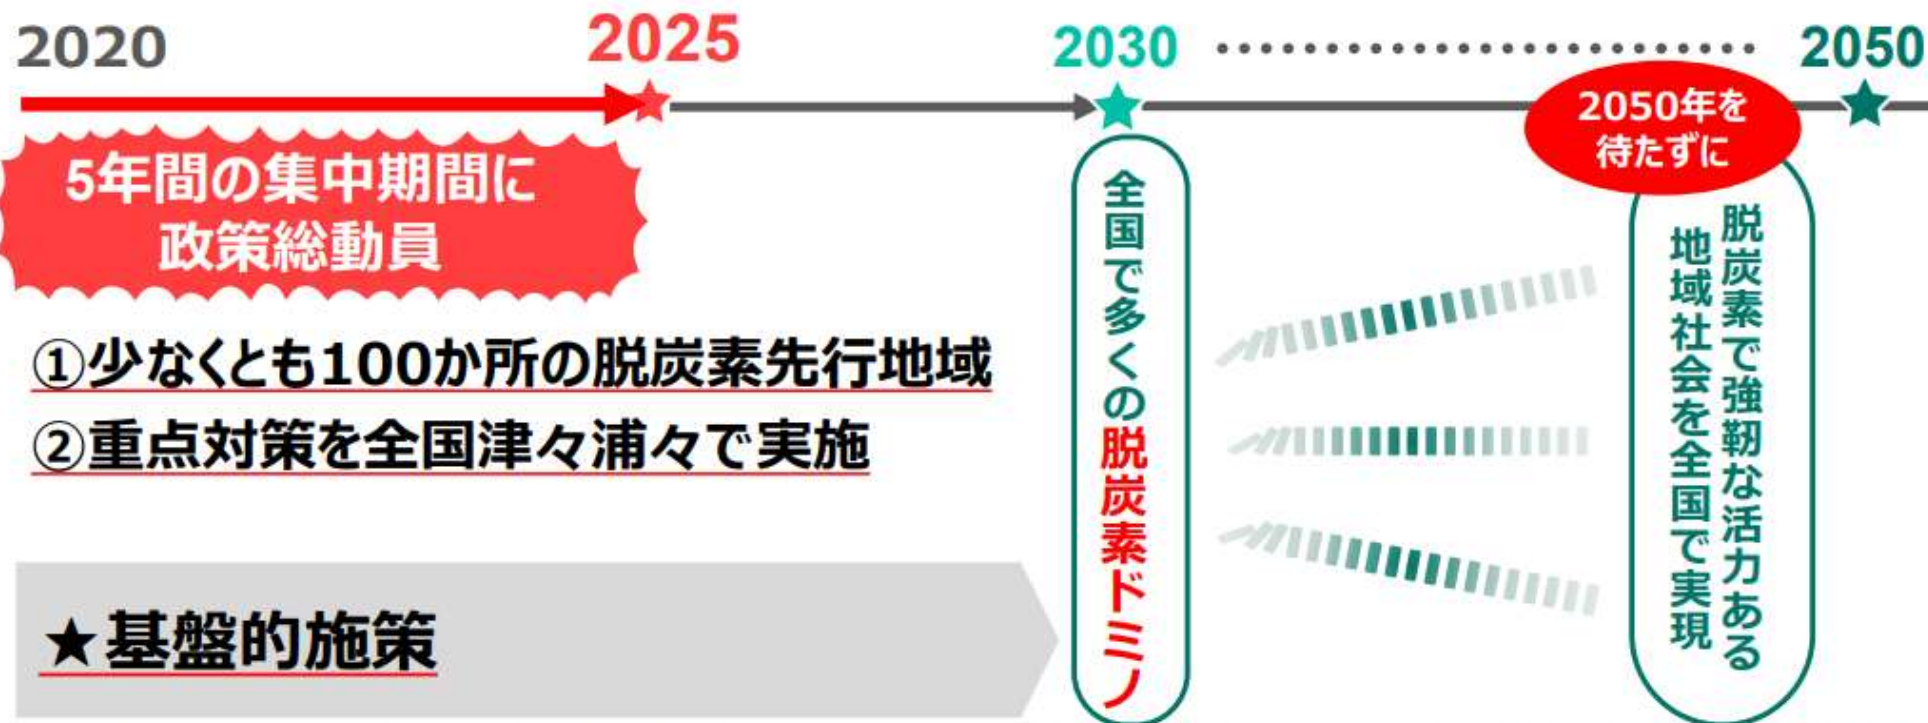 2020
2025
2030
2050
5年間の集中期間に
政策総動員
①少なくとも100か所の脱炭素先行地域
②重点対策を全国津々浦々で実施
★基盤的施策
全国で多くの脱炭素ドミノ
2050年を
待たずに
脱炭素で強靭な活力ある
地域社会を全国で実現